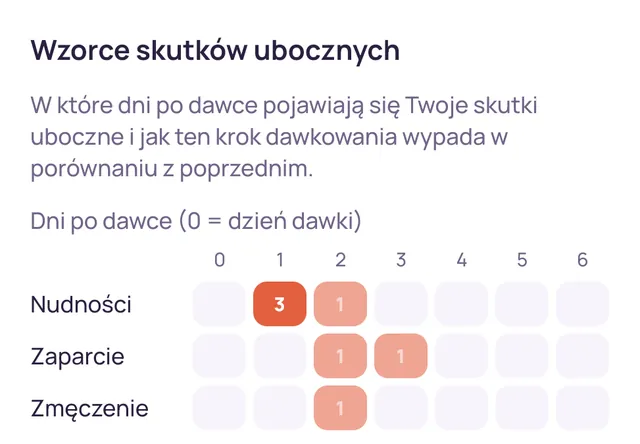 Wzorce skutków ubocznych
W które dni po dawce pojawiają się Twoje skutki
uboczne i jak ten krok dawkowania wypada w
porównaniu z poprzednim.
Dni po dawce (0 = dzień dawki)
0 1 2 3 4 5 6
Nudności 3 1
Zaparcie 1 1
Zmęczenie 1